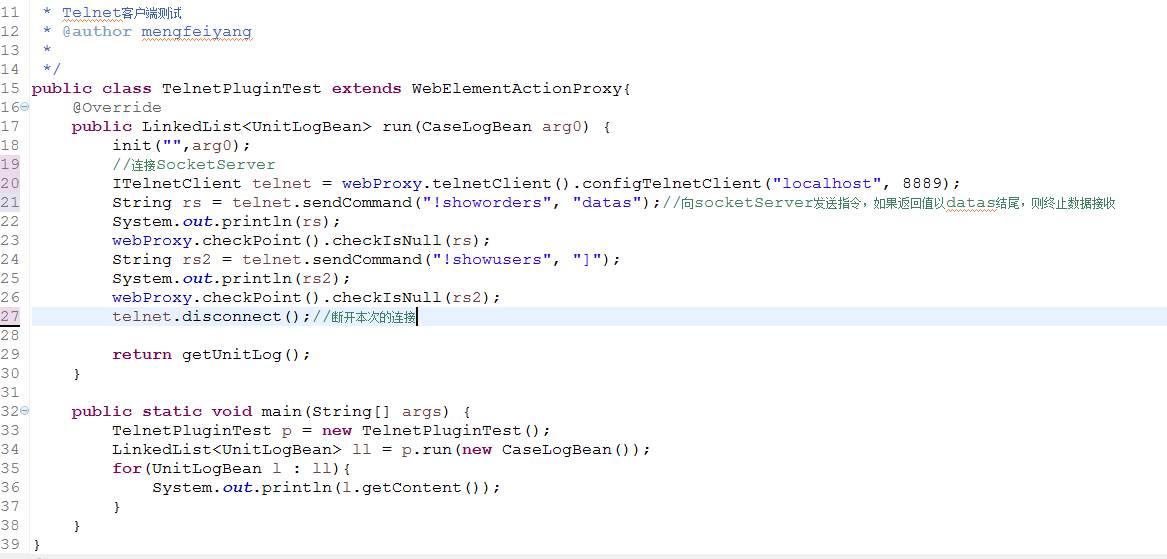 11 * Telnet客户端测试
12 * @author mengfeiyang
13 *
14 */
15 public class TelnetPluginTest extends WebElementActionProxy{
16 @Override
17 public LinkedList<UnitLogBean> run(CaseLogBean arg0) {
18 init("",arg0);
19 //连接SocketServer
20 ITelnetClient telnet = webProxy.telnetClient().configTelnetClient("localhost", 8889);
21 String rs = telnet.sendCommand("!showorders", "datas");//向socketServer发送指令，如果返回值以datas结尾，则终止数据接收
22 System.out.println(rs);
23 webProxy.checkPoint().checkIsNull(rs);
24 String rs2 = telnet.sendCommand("!showusers", "]");
25 System.out.println(rs2);
26 webProxy.checkPoint().checkIsNull(rs2);
27 telnet.disconnect();//断开本次的连接
28
29 return getUnitLog();
30 }
31
32 public static void main(String[] args) {
33 TelnetPluginTest p = new TelnetPluginTest();
34 LinkedList<UnitLogBean> ll = p.run(new CaseLogBean());
35 for(UnitLogBean l : ll){
36 System.out.println(l.getContent());
37 }
38 }
39 }